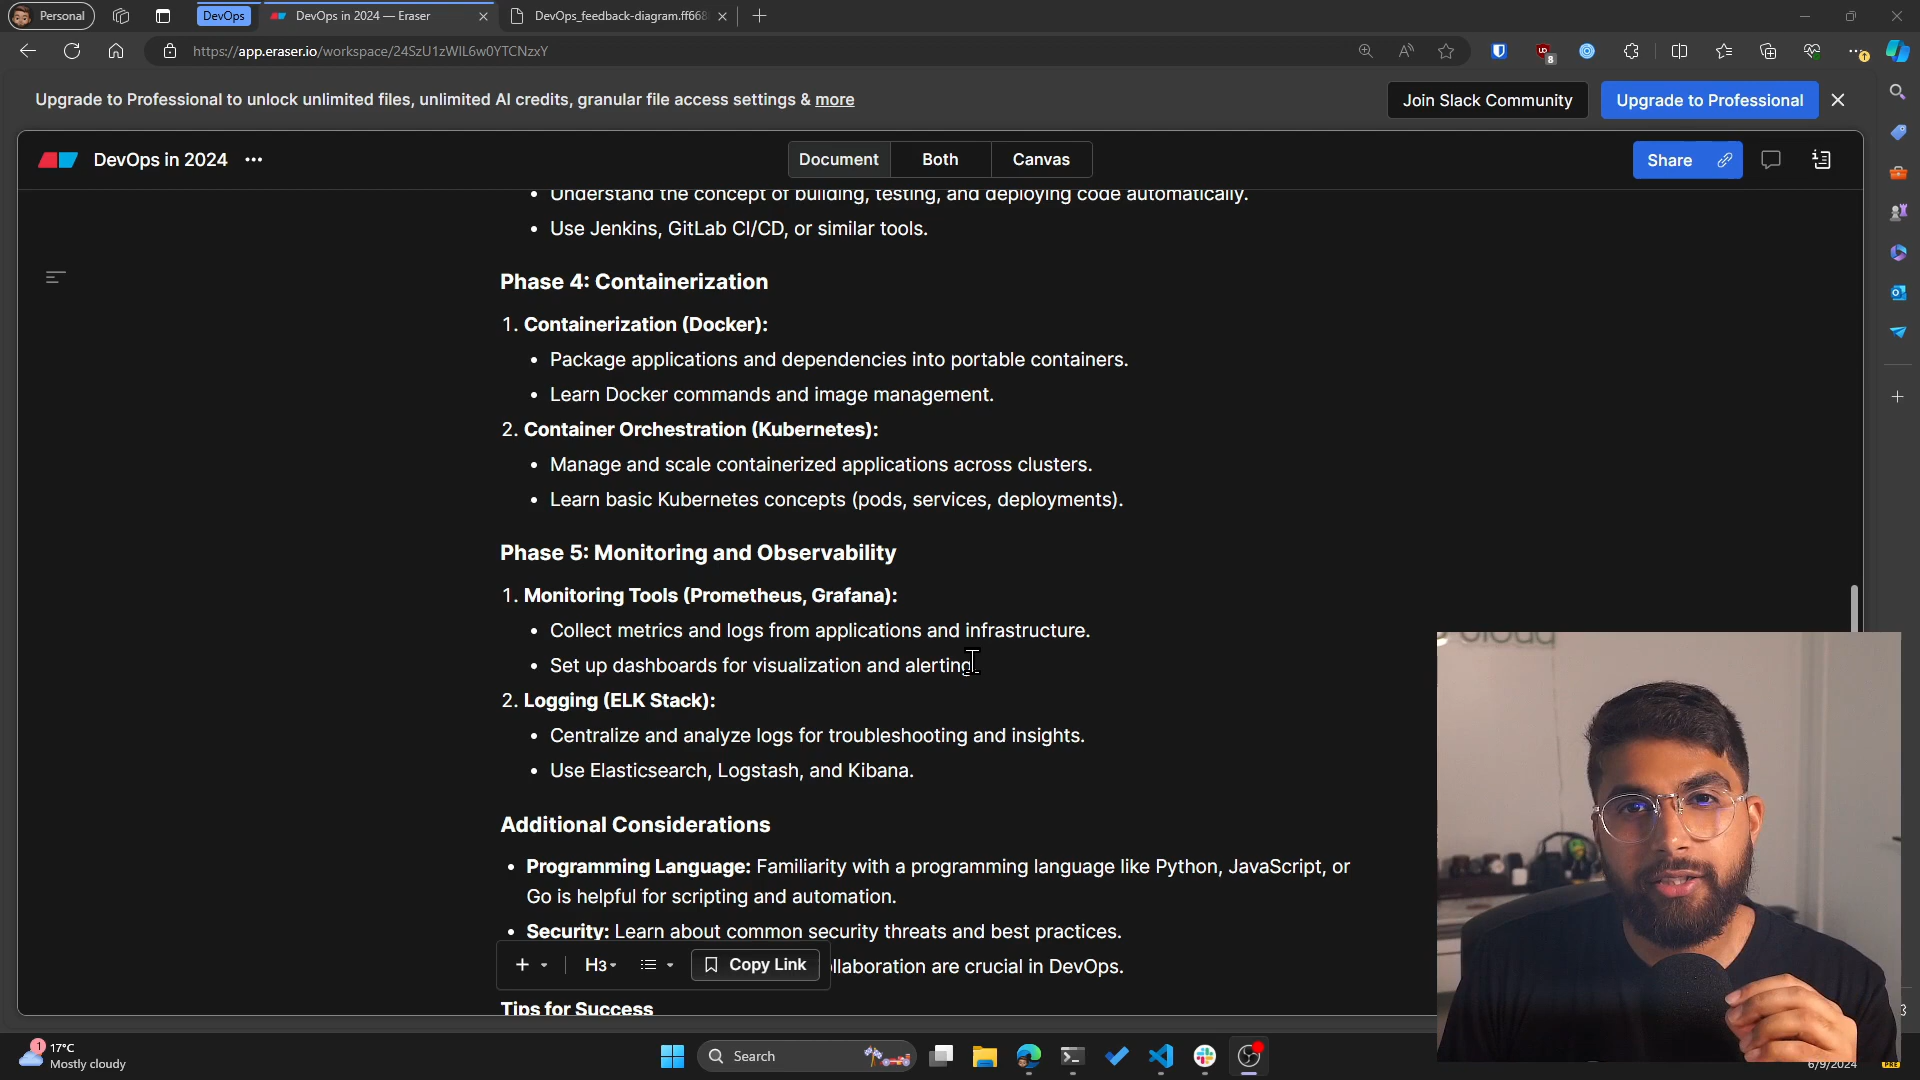 Personal
DevOps
DevOps in 2024 — Eraser
DevOps_feedback-diagram.ff668
https://app.eraser.io/workspace/24SzU1zWIL6w0YTCNzxY
8
Upgrade to Professional to unlock unlimited files, unlimited AI credits, granular file access settings & more
Join Slack Community
Upgrade to Professional
DevOps in 2024
Document
Both
Canvas
Share
• Understand the concept of building, testing, and deploying code automatically.
• Use Jenkins, GitLab CI/CD, or similar tools.
Phase 4: Containerization
1. Containerization (Docker):
• Package applications and dependencies into portable containers.
• Learn Docker commands and image management.
2. Container Orchestration (Kubernetes):
• Manage and scale containerized applications across clusters.
• Learn basic Kubernetes concepts (pods, services, deployments).
Phase 5: Monitoring and Observability
1. Monitoring Tools (Prometheus, Grafana):
• Collect metrics and logs from applications and infrastructure.
• Set up dashboards for visualization and alerting.
2. Logging (ELK Stack):
• Centralize and analyze logs for troubleshooting and insights.
• Use Elasticsearch, Logstash, and Kibana.
Additional Considerations
• Programming Language: Familiarity with a programming language like Python, JavaScript, or
Go is helpful for scripting and automation.
• Security: Learn about common security threats and best practices.
are crucial in DevOps.
H3
Copy Link
Tips for Success
cloud
1
17°C
Mostly cloudy
Search
6/9/2024
PRE